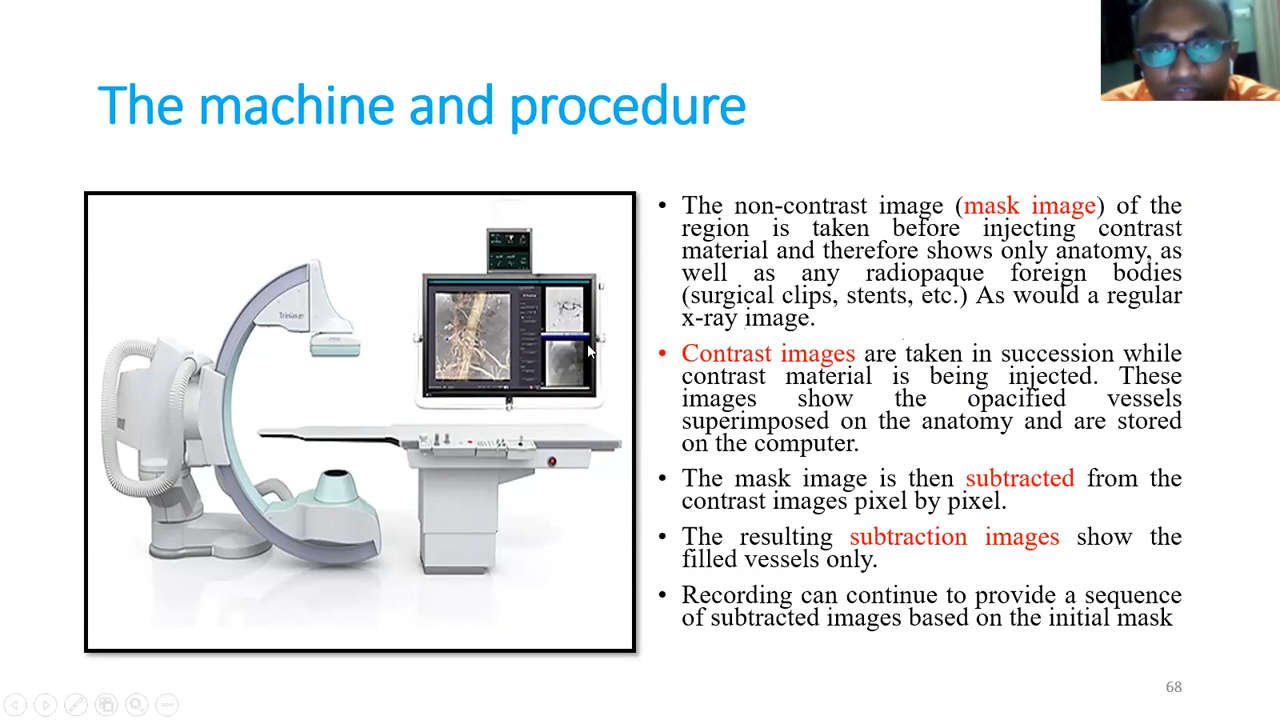 The machine and procedure
• The non-contrast image (mask image) of the
region is taken before injecting contrast
material and therefore shows only anatomy, as
well as any radiopaque foreign bodies
(surgical clips, stents, etc.) As would a regular
x-ray image.
• Contrast images are taken in succession while
contrast material is being injected. These
images show the opacified vessels
superimposed on the anatomy and are stored
on the computer.
• The mask image is then subtracted from the
contrast images pixel by pixel.
• The resulting subtraction images show the
filled vessels only.
• Recording can continue to provide a sequence
of subtracted images based on the initial mask
68